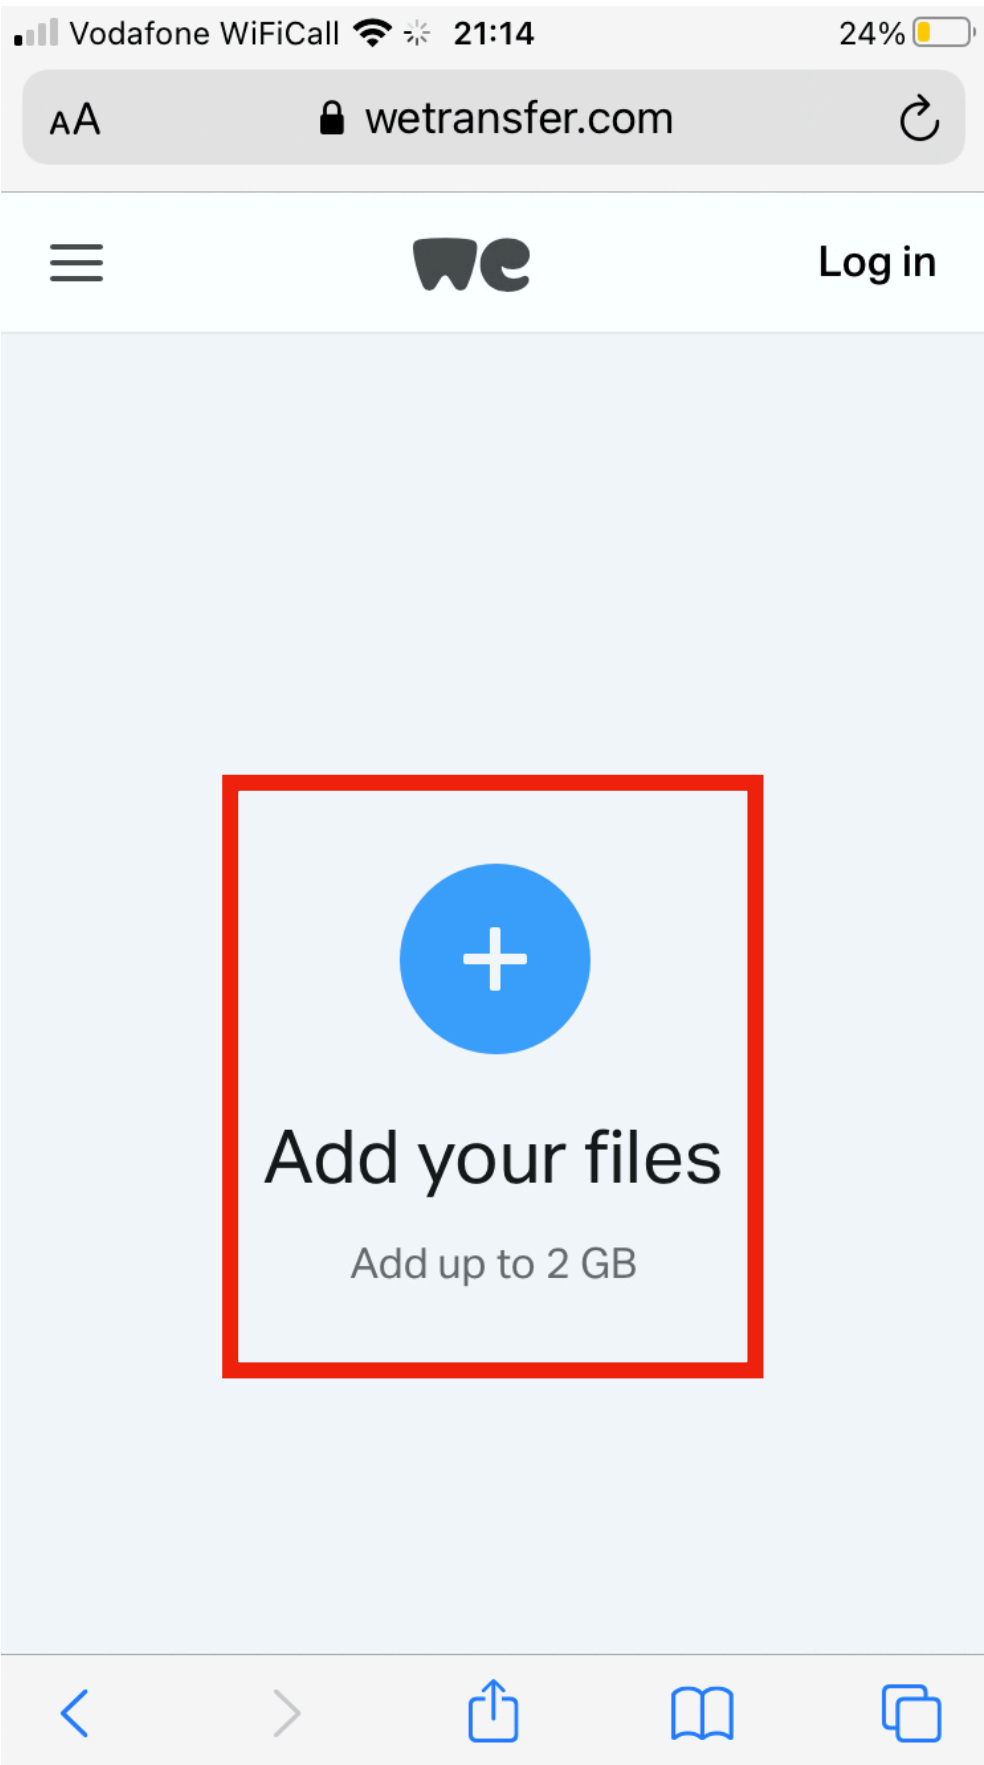 Vodafone WiFiCall 21:14 24%
AA wetransfer.com
we Log in
Add your files
Add up to 2 GB